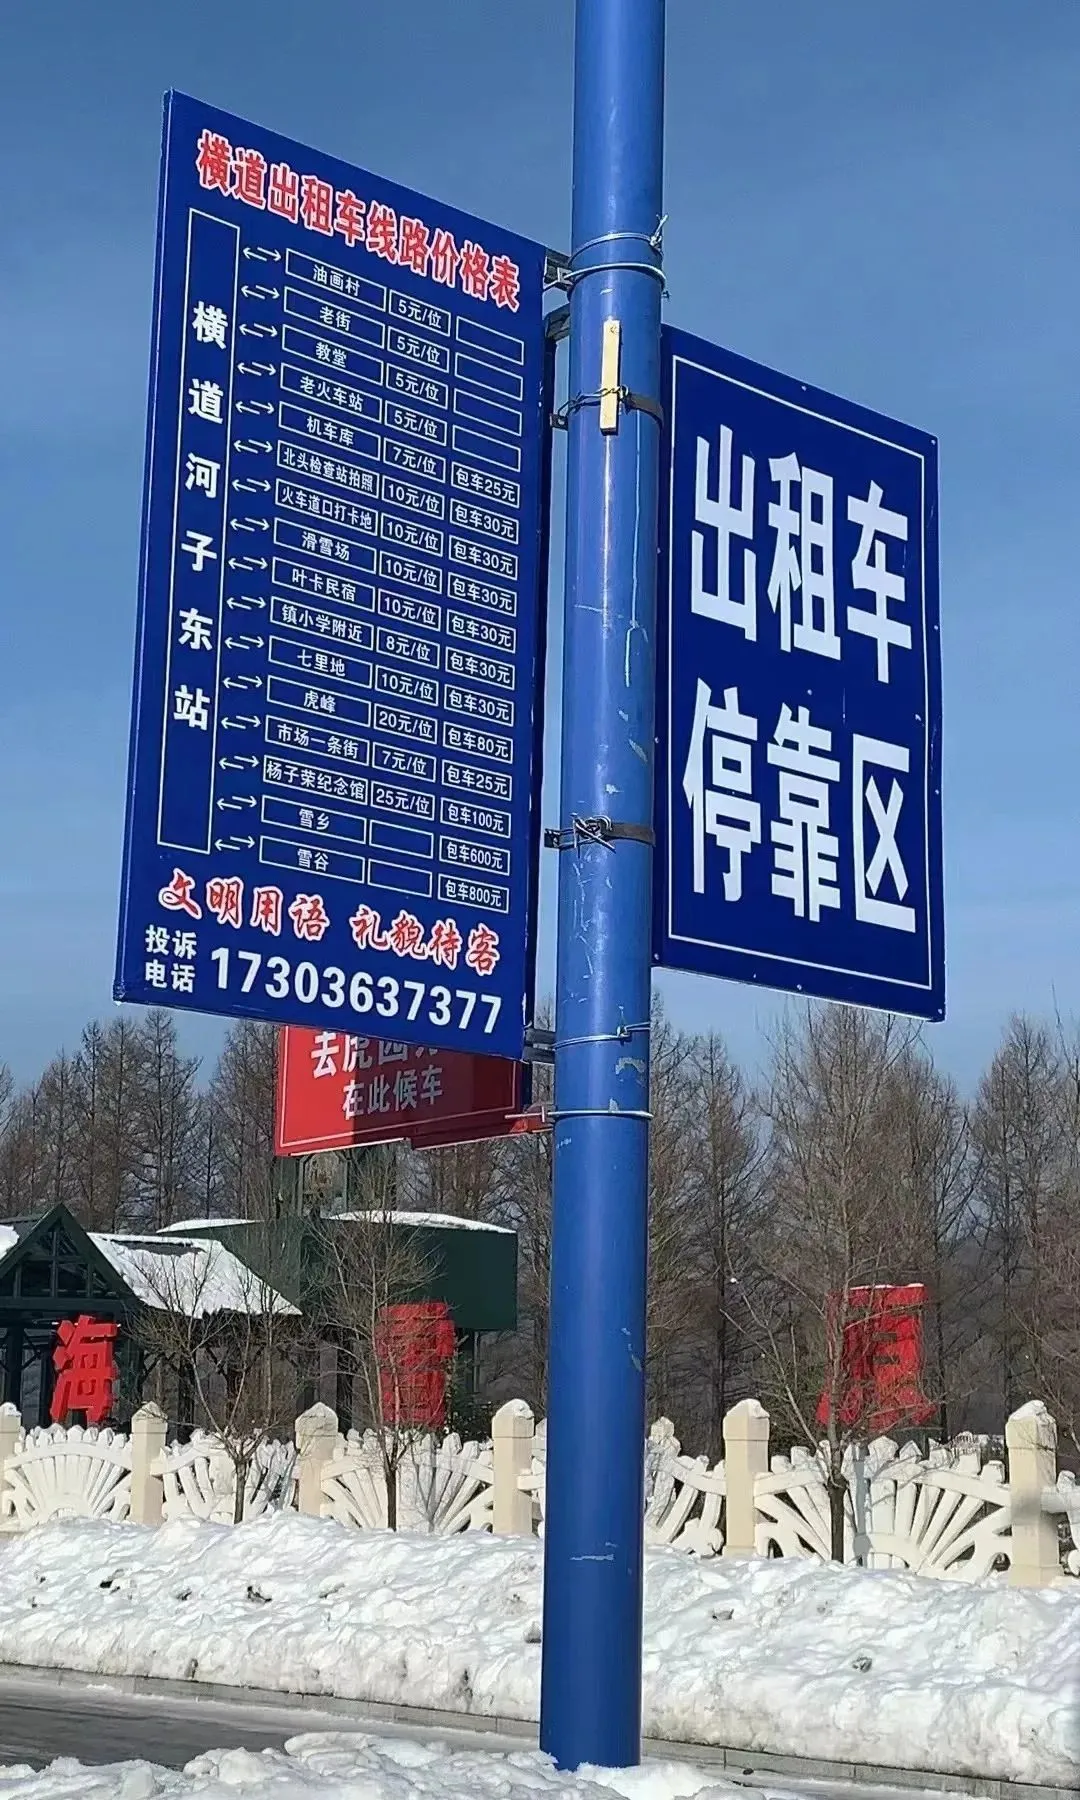 横道出租车线路价格表
横道河子东站
油画村 5元/位
老街 5元/位
教堂 5元/位
老火车站 5元/位
机车库 7元/位 包车25元
北头检查站拍照 10元/位 包车30元
火车道口打卡地 10元/位 包车30元
滑雪场 10元/位 包车30元
叶卡民宿 10元/位 包车30元
镇小学附近 8元/位 包车30元
七里地 10元/位 包车30元
虎峰 20元/位 包车80元
市场一条街 7元/位 包车25元
杨子荣纪念馆 25元/位 包车100元
雪乡 包车600元
雪谷 包车800元
文明用语 礼貌待客
投诉电话 17303637377
出租车
停靠区
去虎
在此候车
海 雪 原